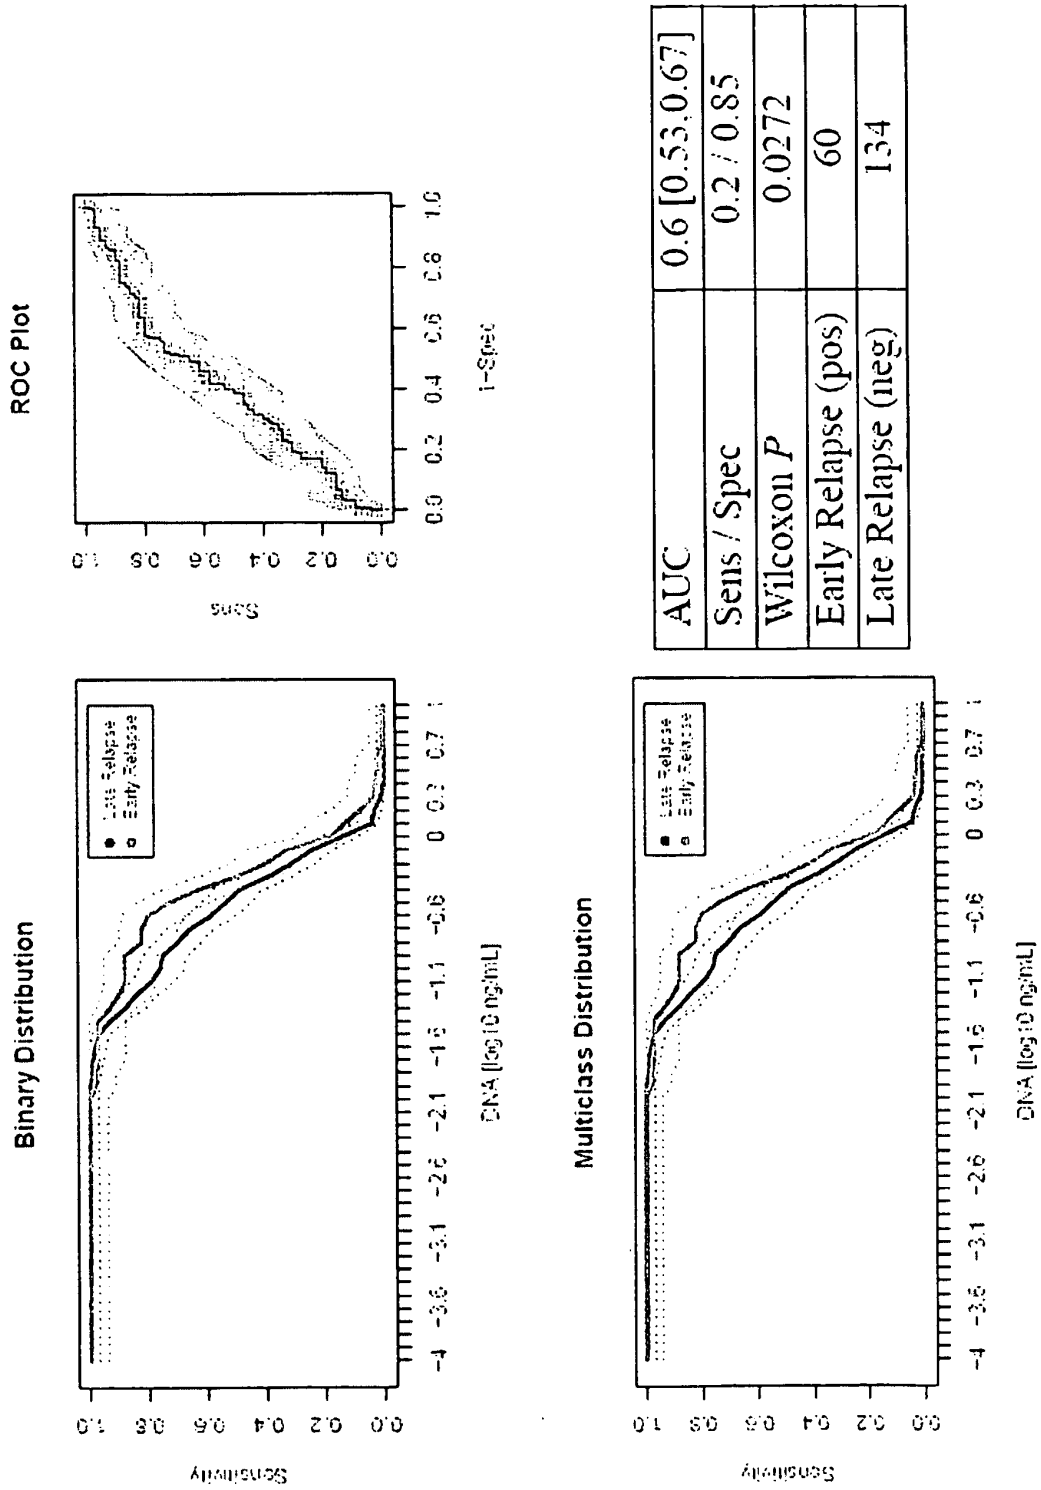 Binary Distribution
Sensitivity
1.0
0.8
0.6
0.4
0.2
0.0
Late Relapse
Early Relapse
-4 -3.6 -3.1 -2.6 -2.1 -1.6 -1.1 -0.6 0 0.3 0.7 1
DNA [log10 ng/mL]
ROC Plot
Sens
1.0
0.8
0.6
0.4
0.2
0.0
0.0 0.2 0.4 0.6 0.8 1.0
1-Spec
Multiclass Distribution
Sensitivity
1.0
0.8
0.6
0.4
0.2
0.0
Late Relapse
Early Relapse
-4 -3.6 -3.1 -2.6 -2.1 -1.6 -1.1 -0.6 0 0.3 0.7 1
DNA [log10 ng/mL]
AUC 0.6 [0.53,0.67]
Sens / Spec 0.2 / 0.85
Wilcoxon P 0.0272
Early Relapse (pos) 60
Late Relapse (neg) 134